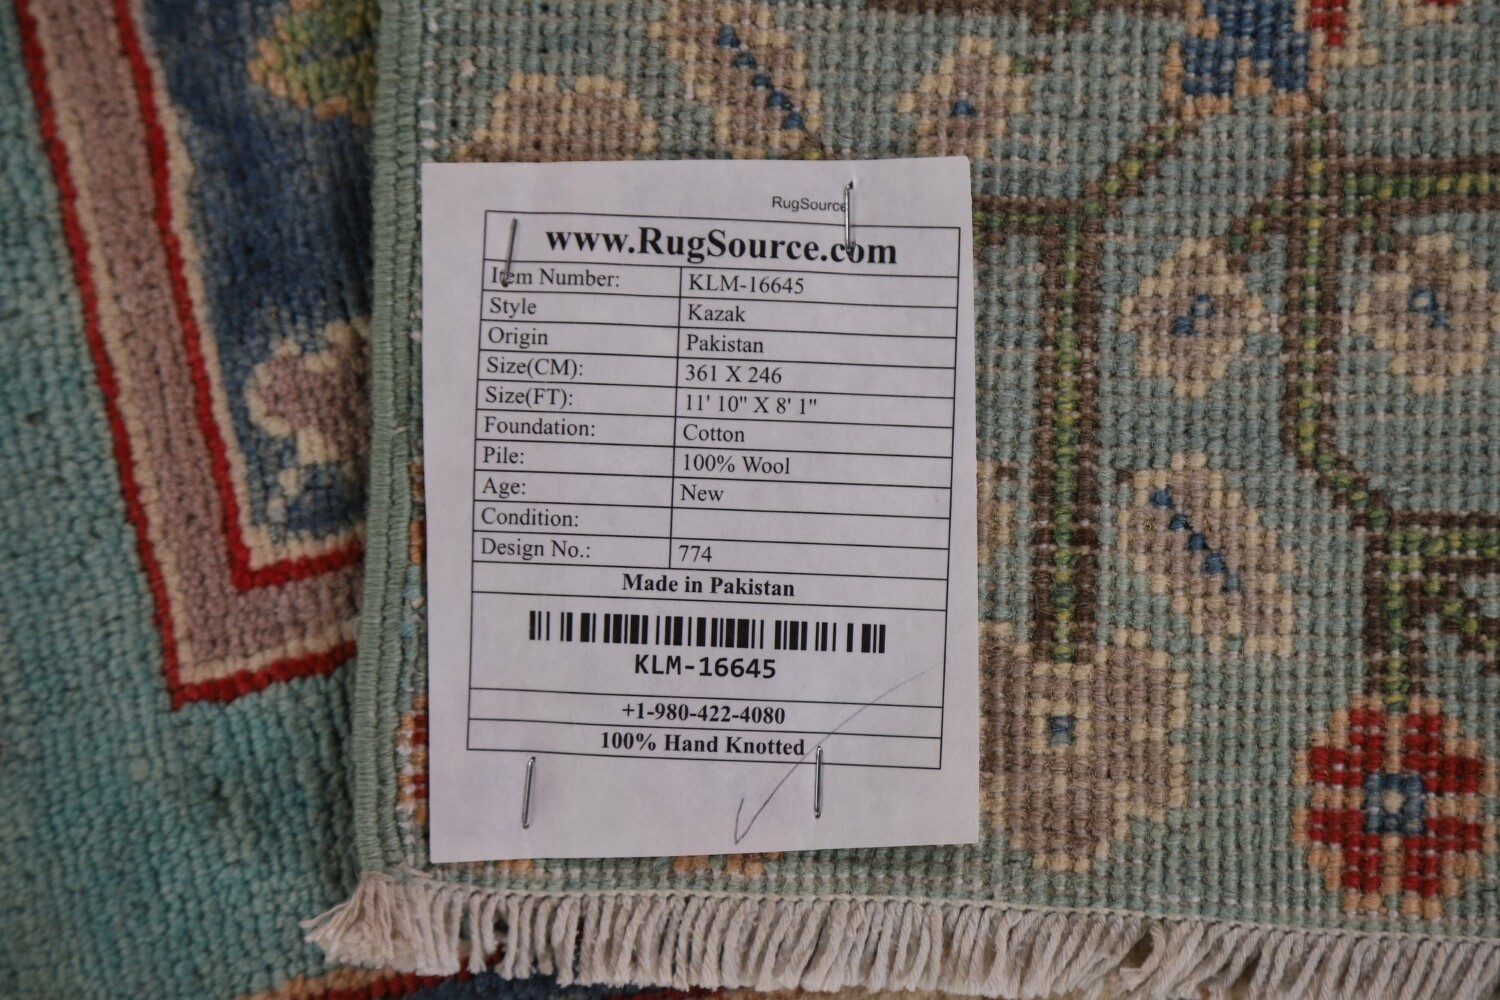 RugSource
www.RugSource.com
Item Number: KLM-16645
Style Kazak
Origin Pakistan
Size(CM): 361 X 246
Size(FT): 11' 10" X 8' 1"
Foundation: Cotton
Pile: 100% Wool
Age: New
Condition:
Design No.: 774
Made in Pakistan
KLM-16645
+1-980-422-4080
100% Hand Knotted